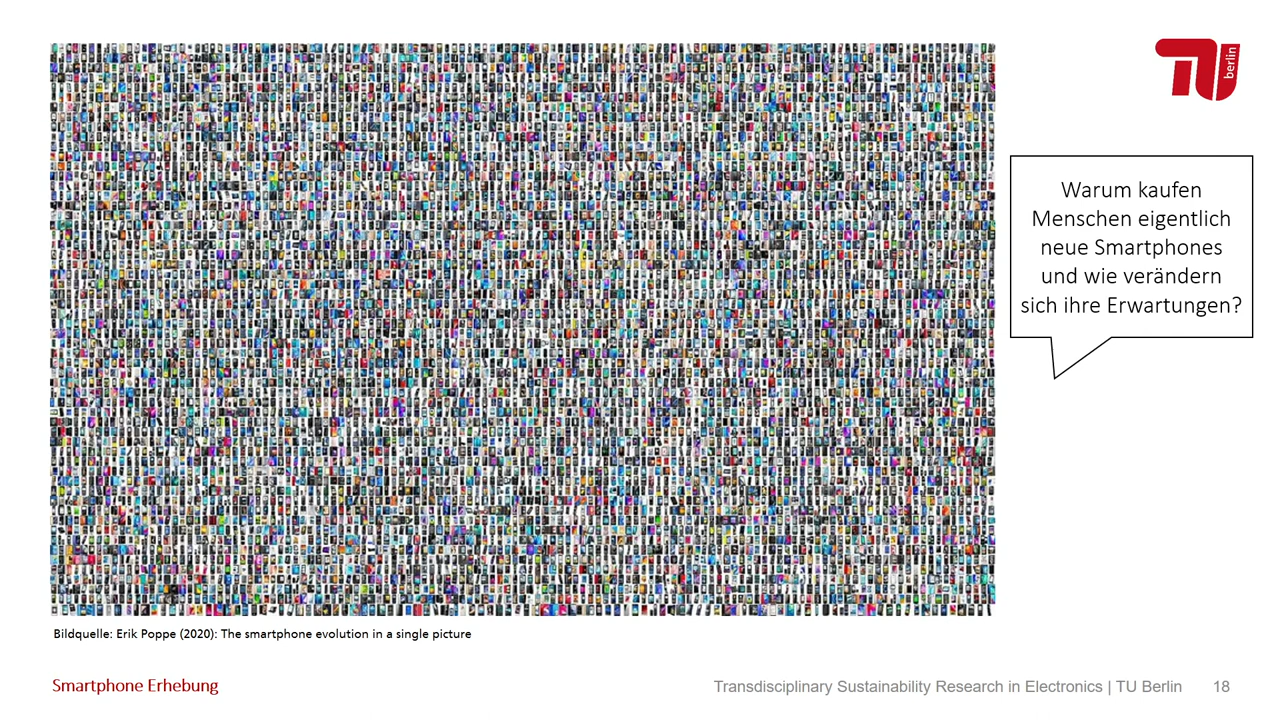 TU berlin
Warum kaufen
Menschen eigentlich
neue Smartphones
und wie verändern
sich ihre Erwartungen?
Bildquelle: Erik Poppe (2020): The smartphone evolution in a single picture
Smartphone Erhebung
Transdisciplinary Sustainability Research in Electronics | TU Berlin
18